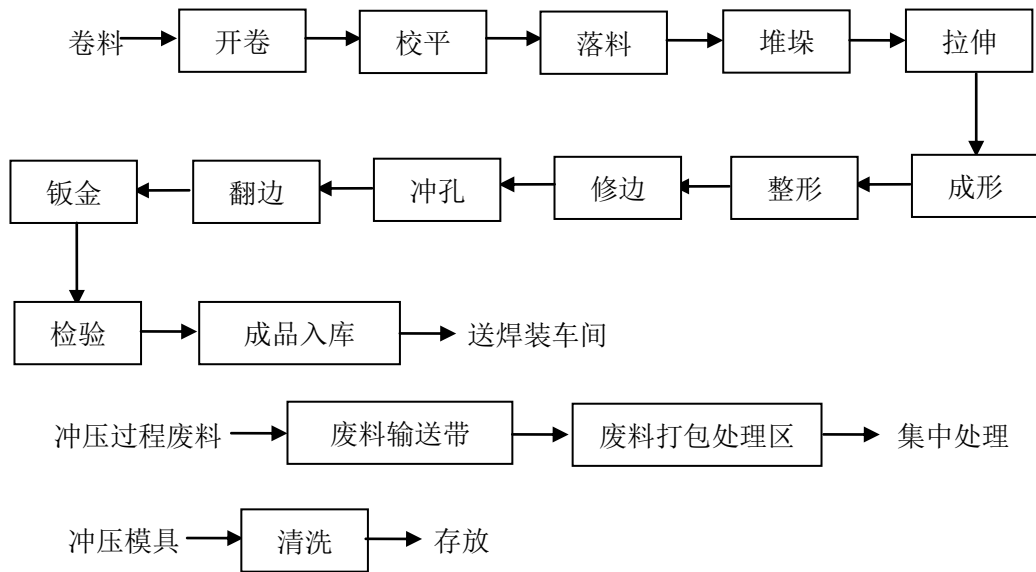 卷料 开卷 校平 落料 堆垛 拉伸
钣金 翻边 冲孔 修边 整形 成形
检验 成品入库 送焊装车间
冲压过程废料 废料输送带 废料打包处理区 集中处理
冲压模具 清洗 存放